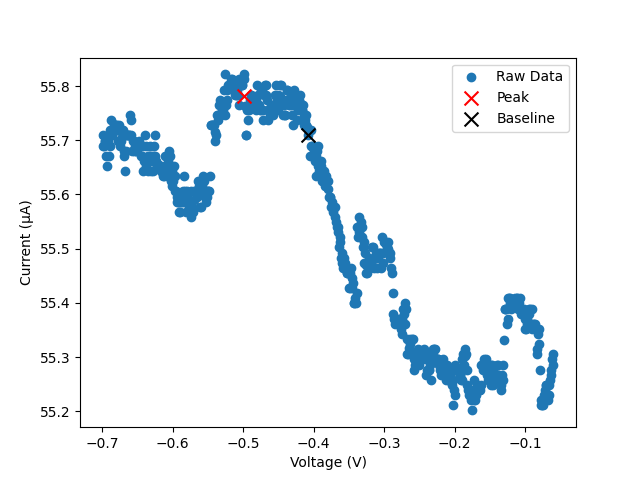 Raw Data
Peak
Baseline
55.8
55.7
55.6
55.5
55.4
55.3
55.2
Current (μA)
−0.7
−0.6
−0.5
−0.4
−0.3
−0.2
−0.1
Voltage (V)